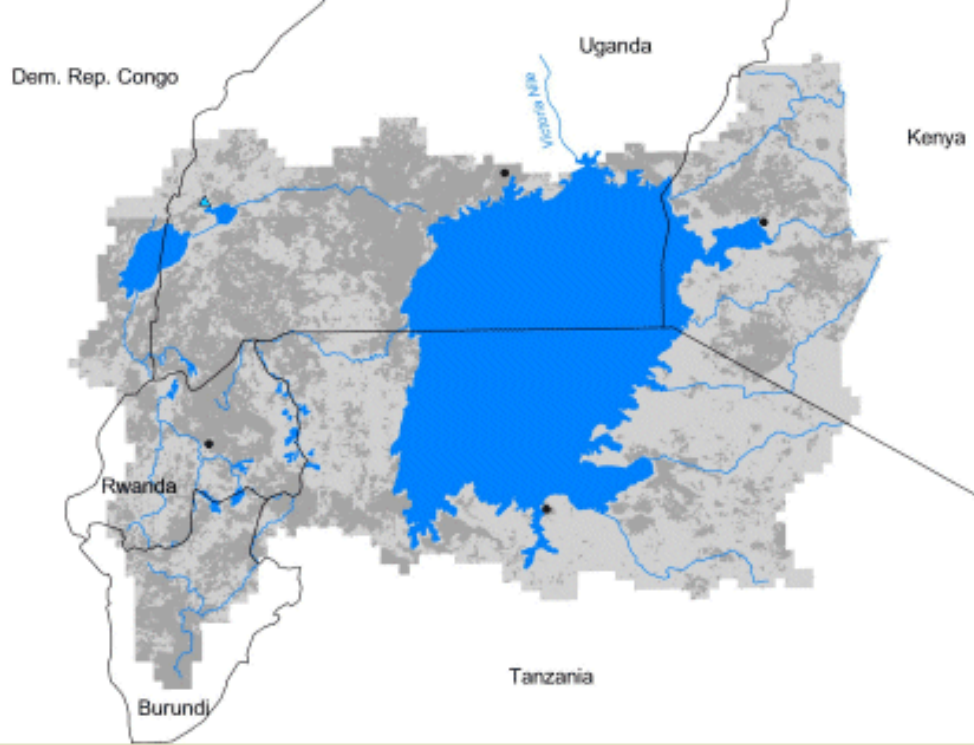 Uganda
Dem. Rep. Congo
Victoria Nile
Kenya
Rwanda
Tanzania
Burundi